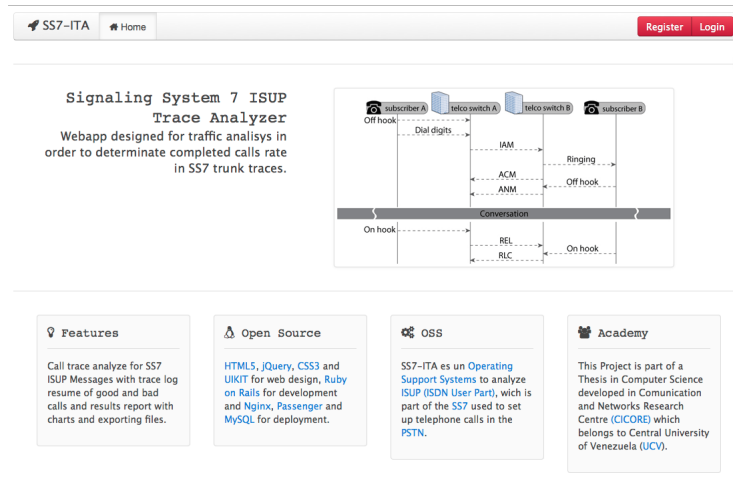 SS7-ITA
Home
Register
Login
Signaling System 7 ISUP
Trace Analyzer
Webapp designed for traffic analisys in
order to determinate completed calls rate
in SS7 trunk traces.
subscriber A
telco switch A
telco switch B
subscriber B
Off hook
Dial digits
IAM
Ringing
ACM
Off hook
ANM
Conversation
On hook
REL
On hook
RLC
Features
Call trace analyze for SS7
ISUP Messages with trace log
resume of good and bad
calls and results report with
charts and exporting files.
Open Source
HTML5, jQuery, CSS3 and
UIKIT for web design, Ruby
on Rails for development
and Nginx, Passenger and
MySQL for deployment.
OSS
SS7-ITA es un Operating
Support Systems to analyze
ISUP (ISDN User Part), wich is
part of the SS7 used to set
up telephone calls in the
PSTN.
Academy
This Project is part of a
Thesis in Computer Science
developed in Comunication
and Networks Research
Centre (CICORE) which
belongs to Central University
of Venezuela (UCV).